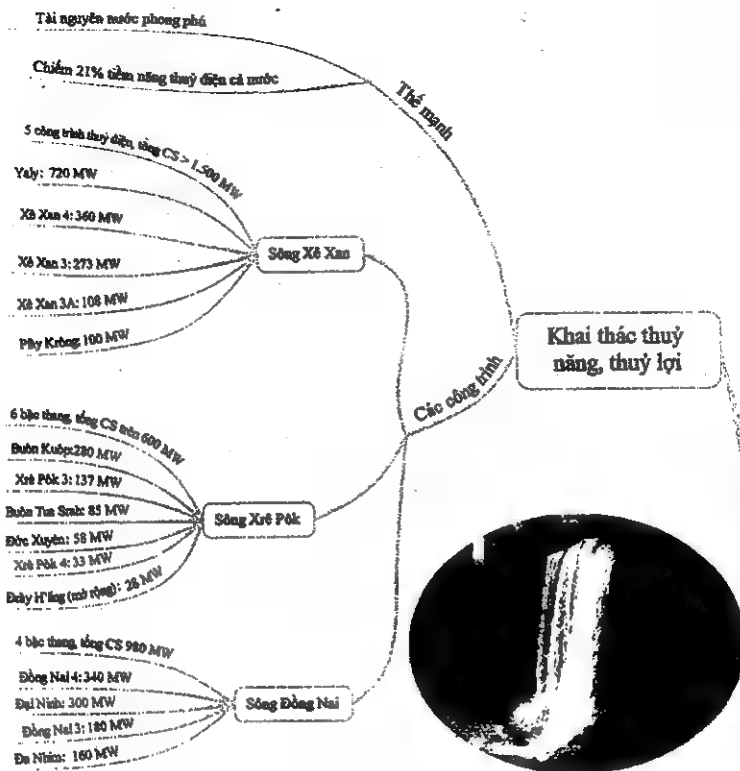 Tài nguyên nước phong phú
Chiếm 21% tiềm năng thuỷ điện cả nước
Thế mạnh
5 công trình thuỷ điện, tổng CS > 1.500 MW
Yaly: 720 MW
Xê Xan 4: 360 MW
Xê Xan 3: 273 MW
Xê Xan 3A: 108 MW
Plây Krông: 100 MW
Sông Xê Xan
Khai thác thuỷ
năng, thuỷ lợi
Các công trình
6 bậc thang, tổng CS trên 600 MW
Buôn Kuôp: 280 MW
Xrê Pôk 3: 137 MW
Buôn Tua Srah: 85 MW
Đức Xuyên: 58 MW
Xrê Pôk 4: 33 MW
Đrây H'ling (mở rộng): 28 MW
Sông Xrê Pôk
4 bậc thang, tổng CS 980 MW
Đồng Nai 4: 340 MW
Đại Ninh: 300 MW
Đồng Nai 3: 180 MW
Đa Nhim: 160 MW
Sông Đồng Nai